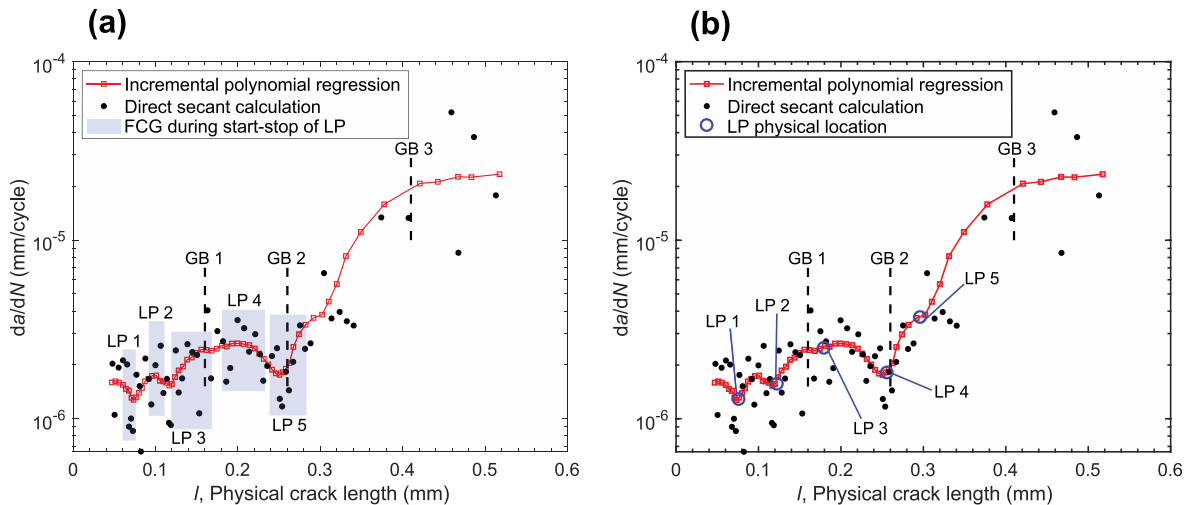 (a)
10⁻⁴
Incremental polynomial regression
Direct secant calculation
FCG during start-stop of LP
GB 3
da/dN (mm/cycle)
10⁻⁵
GB 1
GB 2
LP 2
LP 4
LP 1
10⁻⁶
LP 3
LP 5
0 0.1 0.2 0.3 0.4 0.5 0.6
l, Physical crack length (mm)
(b)
10⁻⁴
Incremental polynomial regression
Direct secant calculation
LP physical location
GB 3
da/dN (mm/cycle)
10⁻⁵
GB 1
GB 2
LP 5
LP 2
LP 1
LP 4
10⁻⁶
LP 3
0 0.1 0.2 0.3 0.4 0.5 0.6
l, Physical crack length (mm)